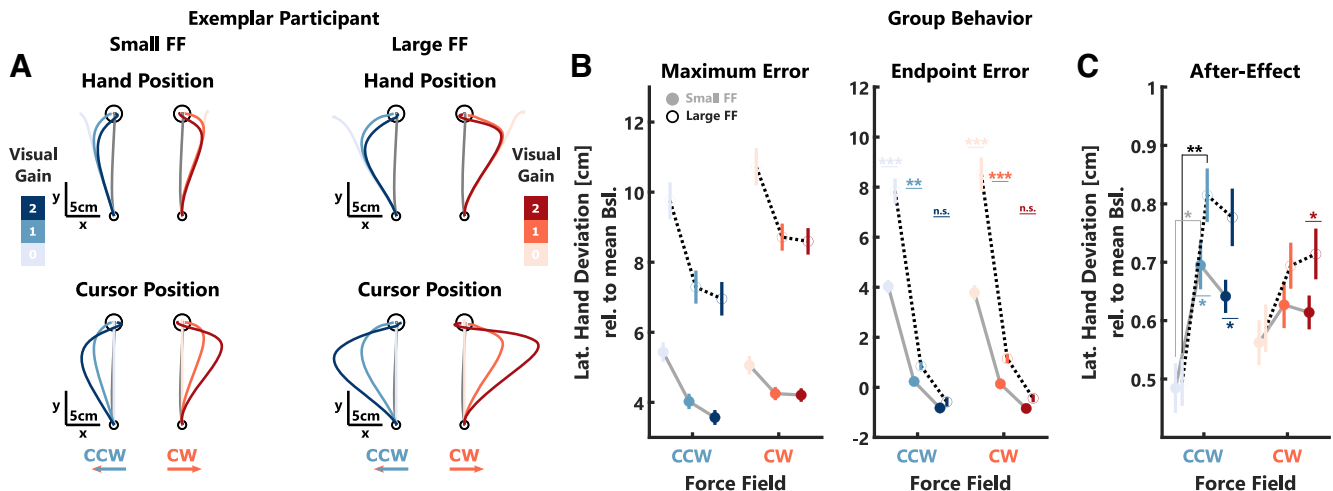 Exemplar Participant
Group Behavior
Small FF
Large FF
A
Hand Position
Hand Position
Visual
Gain
2
1
0
y
5cm
x
y
5cm
x
Visual
Gain
2
1
0
Cursor Position
Cursor Position
y
5cm
x
y
5cm
x
CCW
CW
CCW
CW
B
Maximum Error
Endpoint Error
Small FF
Large FF
Lat. Hand Deviation [cm]
rel. to mean Bsl.
12
10
8
6
4
CCW
CW
Force Field
12
10
8
6
4
2
0
-2
***
**
n.s.
***
***
n.s.
CCW
CW
Force Field
C
After-Effect
Lat. Hand Deviation [cm]
rel. to mean Bsl.
1
0.9
0.8
0.7
0.6
0.5
**
*
*
*
*
CCW
CW
Force Field